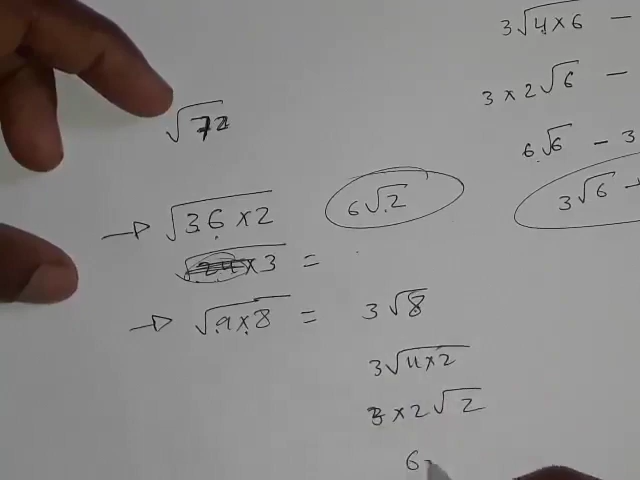 √72
→ √36 × 2
6√2
√24 × 3 =
→ √9 × 8 = 3√8
3√4 × 2
3 × 2√2
6
3√4 × 6 −
3 × 2√6 −
6√6 − 3
3√6 −